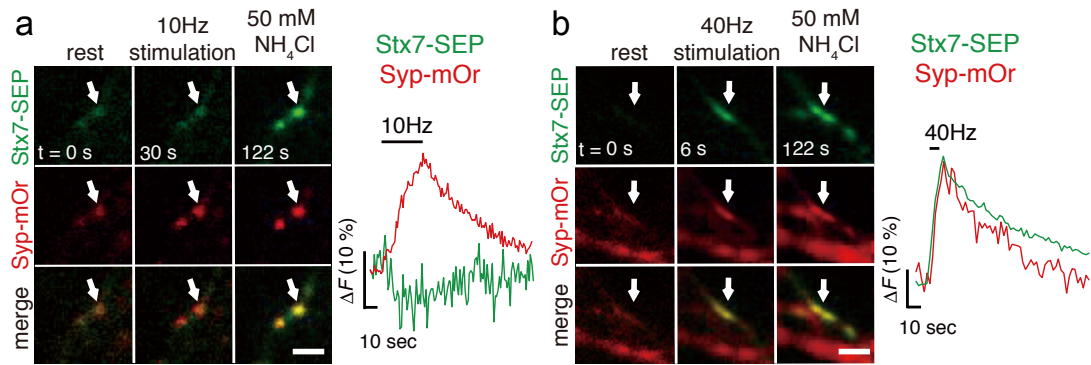 a
rest
10Hz
stimulation
50 mM
NH₄Cl
Stx7-SEP
Syp-mOr
merge
t = 0 s
30 s
122 s
Stx7-SEP
Syp-mOr
10Hz
ΔF (10 %)
10 sec
b
rest
40Hz
stimulation
50 mM
NH₄Cl
Stx7-SEP
Syp-mOr
merge
t = 0 s
6 s
122 s
Stx7-SEP
Syp-mOr
40Hz
ΔF (10 %)
10 sec